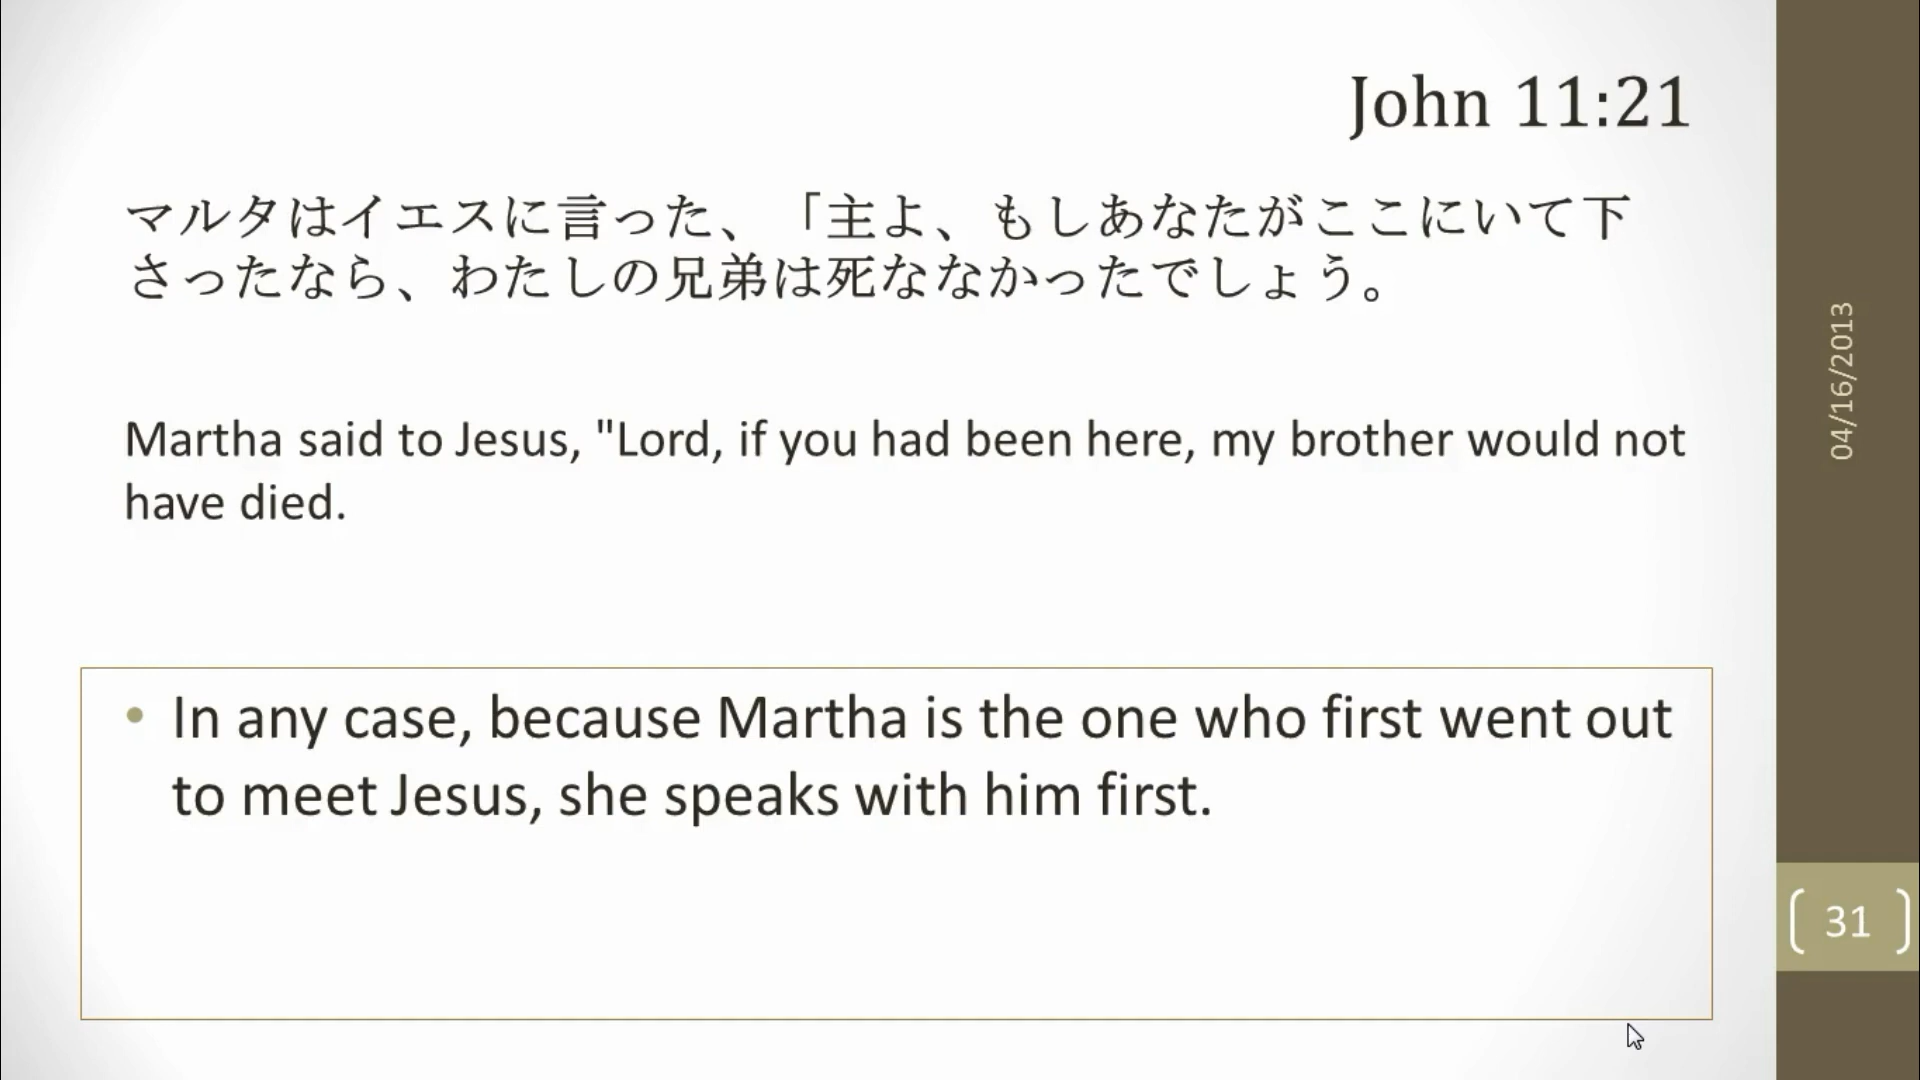 John 11:21
マルタはイエスに言った、「主よ、もしあなたがここにいて下
さったなら、わたしの兄弟は死ななかったでしょう。
Martha said to Jesus, "Lord, if you had been here, my brother would not
have died.
• In any case, because Martha is the one who first went out
to meet Jesus, she speaks with him first.
04/16/2013
31